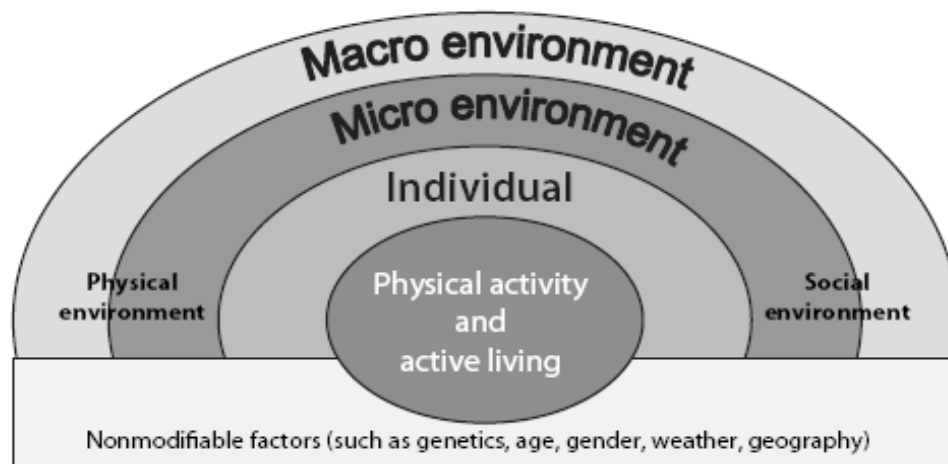 Macro environment
Micro environment
Individual
Physical
environment
Physical activity
and
active living
Social
environment
Nonmodifiable factors (such as genetics, age, gender, weather, geography)